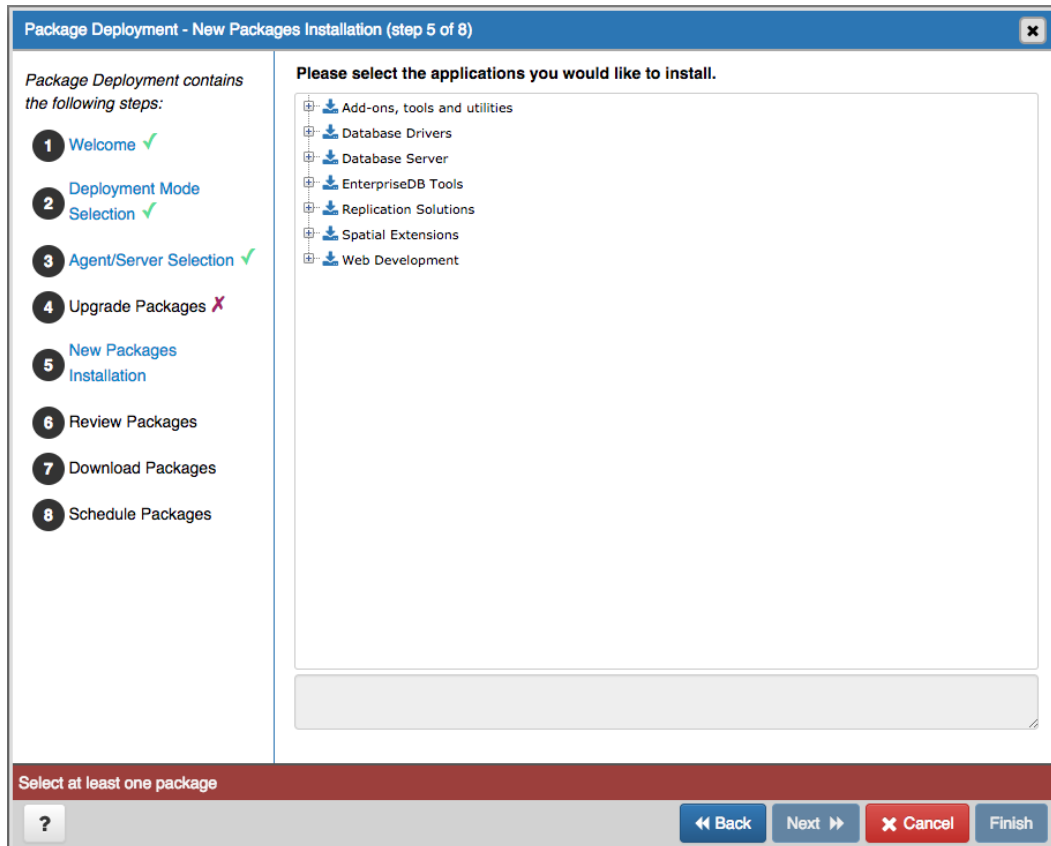 Package Deployment - New Packages Installation (step 5 of 8)
Package Deployment contains
the following steps:
1 Welcome ✓
2 Deployment Mode
Selection ✓
3 Agent/Server Selection ✓
4 Upgrade Packages ✗
5 New Packages
Installation
6 Review Packages
7 Download Packages
8 Schedule Packages
Please select the applications you would like to install.
Add-ons, tools and utilities
Database Drivers
Database Server
EnterpriseDB Tools
Replication Solutions
Spatial Extensions
Web Development
Select at least one package
?
Back
Next
Cancel
Finish